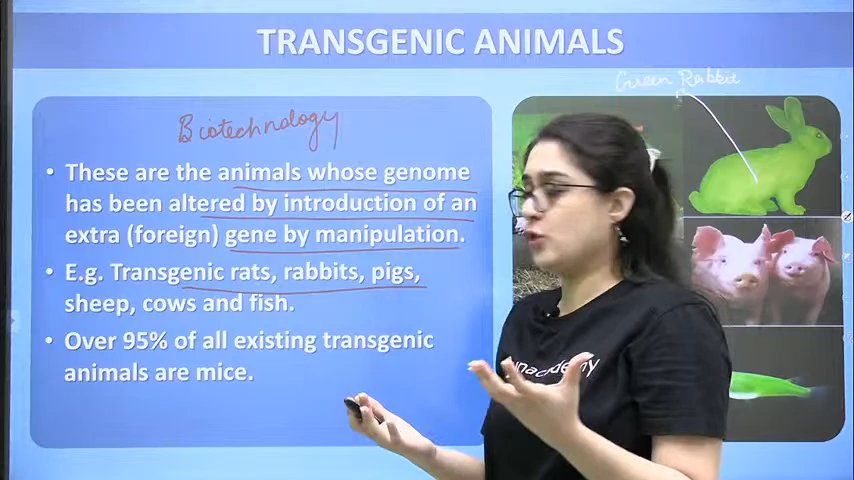 TRANSGENIC ANIMALS
Green Rabbit
Biotechnology
• These are the animals whose genome
has been altered by introduction of an
extra (foreign) gene by manipulation.
• E.g. Transgenic rats, rabbits, pigs,
sheep, cows and fish.
• Over 95% of all existing transgenic
animals are mice.
unacademy